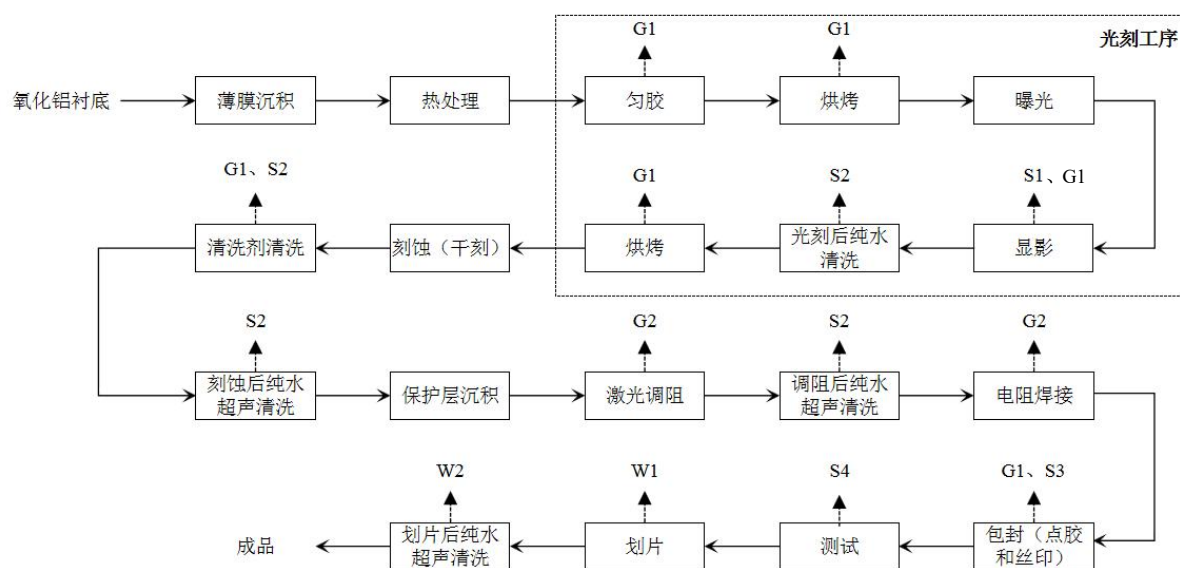 G1
G1
光刻工序
氧化铝衬底
薄膜沉积
热处理
匀胶
烘烤
曝光
G1、S2
G1
S2
S1、G1
清洗剂清洗
刻蚀（干刻）
烘烤
光刻后纯水
清洗
显影
S2
G2
S2
G2
刻蚀后纯水
超声清洗
保护层沉积
激光调阻
调阻后纯水
超声清洗
电阻焊接
W2
W1
S4
G1、S3
成品
划片后纯水
超声清洗
划片
测试
包封（点胶
和丝印）